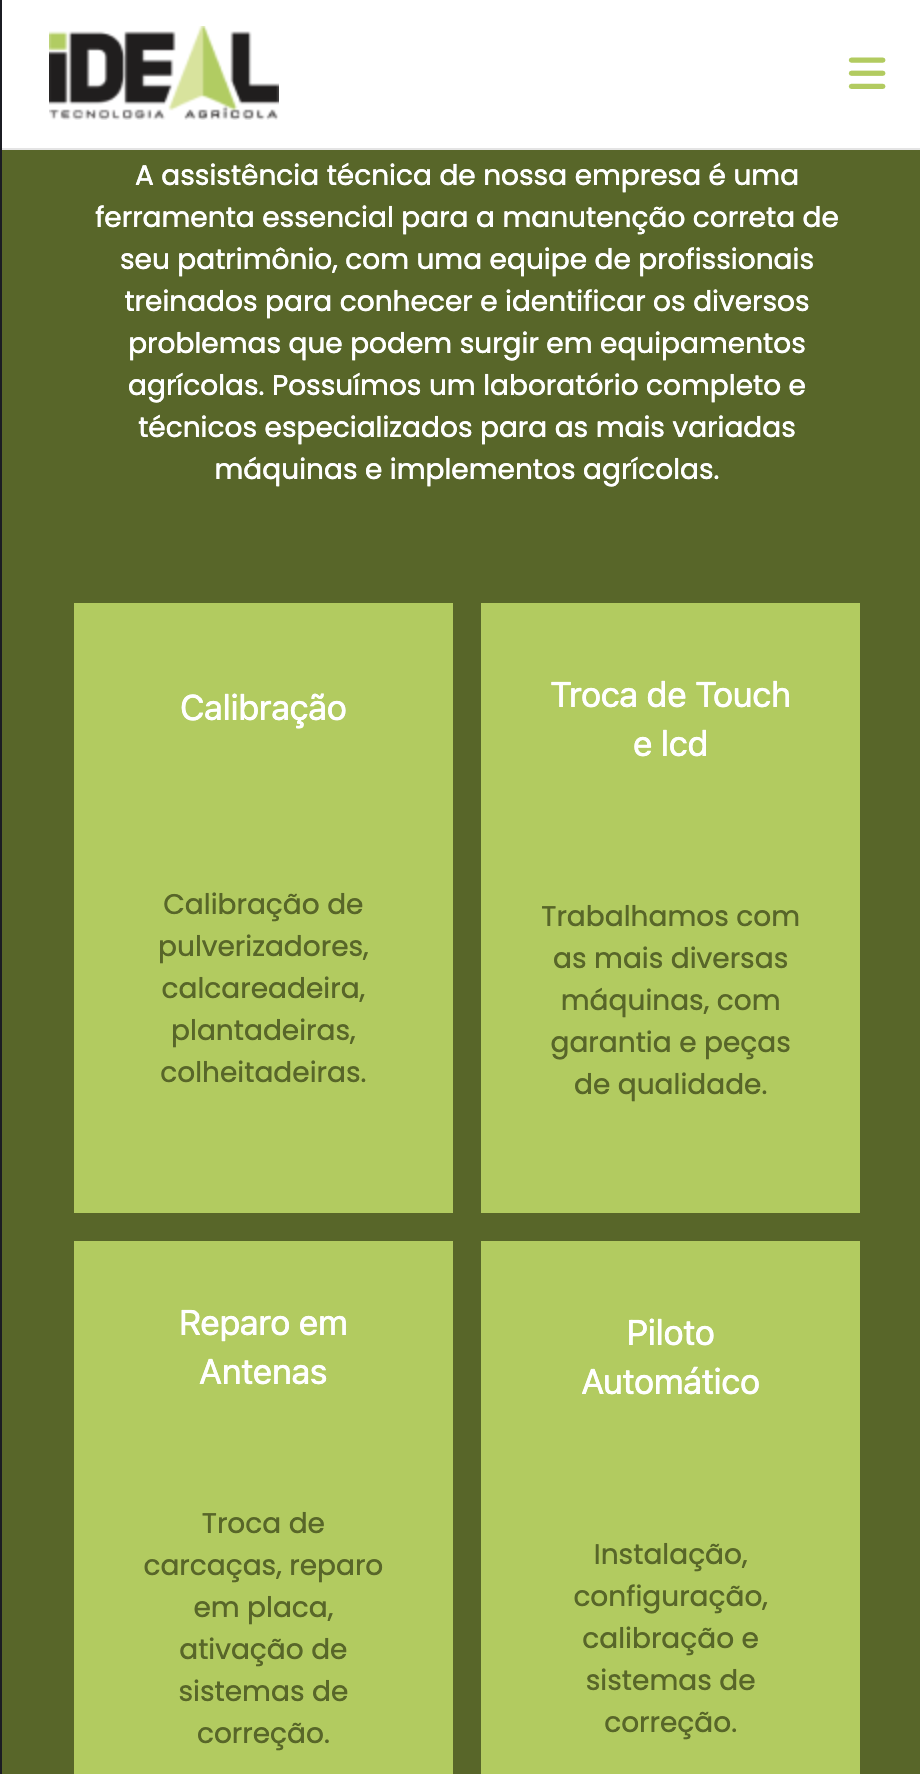 iDEAL
TECNOLOGIA AGRÍCOLA
A assistência técnica de nossa empresa é uma
ferramenta essencial para a manutenção correta de
seu patrimônio, com uma equipe de profissionais
treinados para conhecer e identificar os diversos
problemas que podem surgir em equipamentos
agrícolas. Possuímos um laboratório completo e
técnicos especializados para as mais variadas
máquinas e implementos agrícolas.
Calibração
Calibração de
pulverizadores,
calcareadeira,
plantadeiras,
colheitadeiras.
Troca de Touch
e lcd
Trabalhamos com
as mais diversas
máquinas, com
garantia e peças
de qualidade.
Reparo em
Antenas
Troca de
carcaças, reparo
em placa,
ativação de
sistemas de
correção.
Piloto
Automático
Instalação,
configuração,
calibração e
sistemas de
correção.